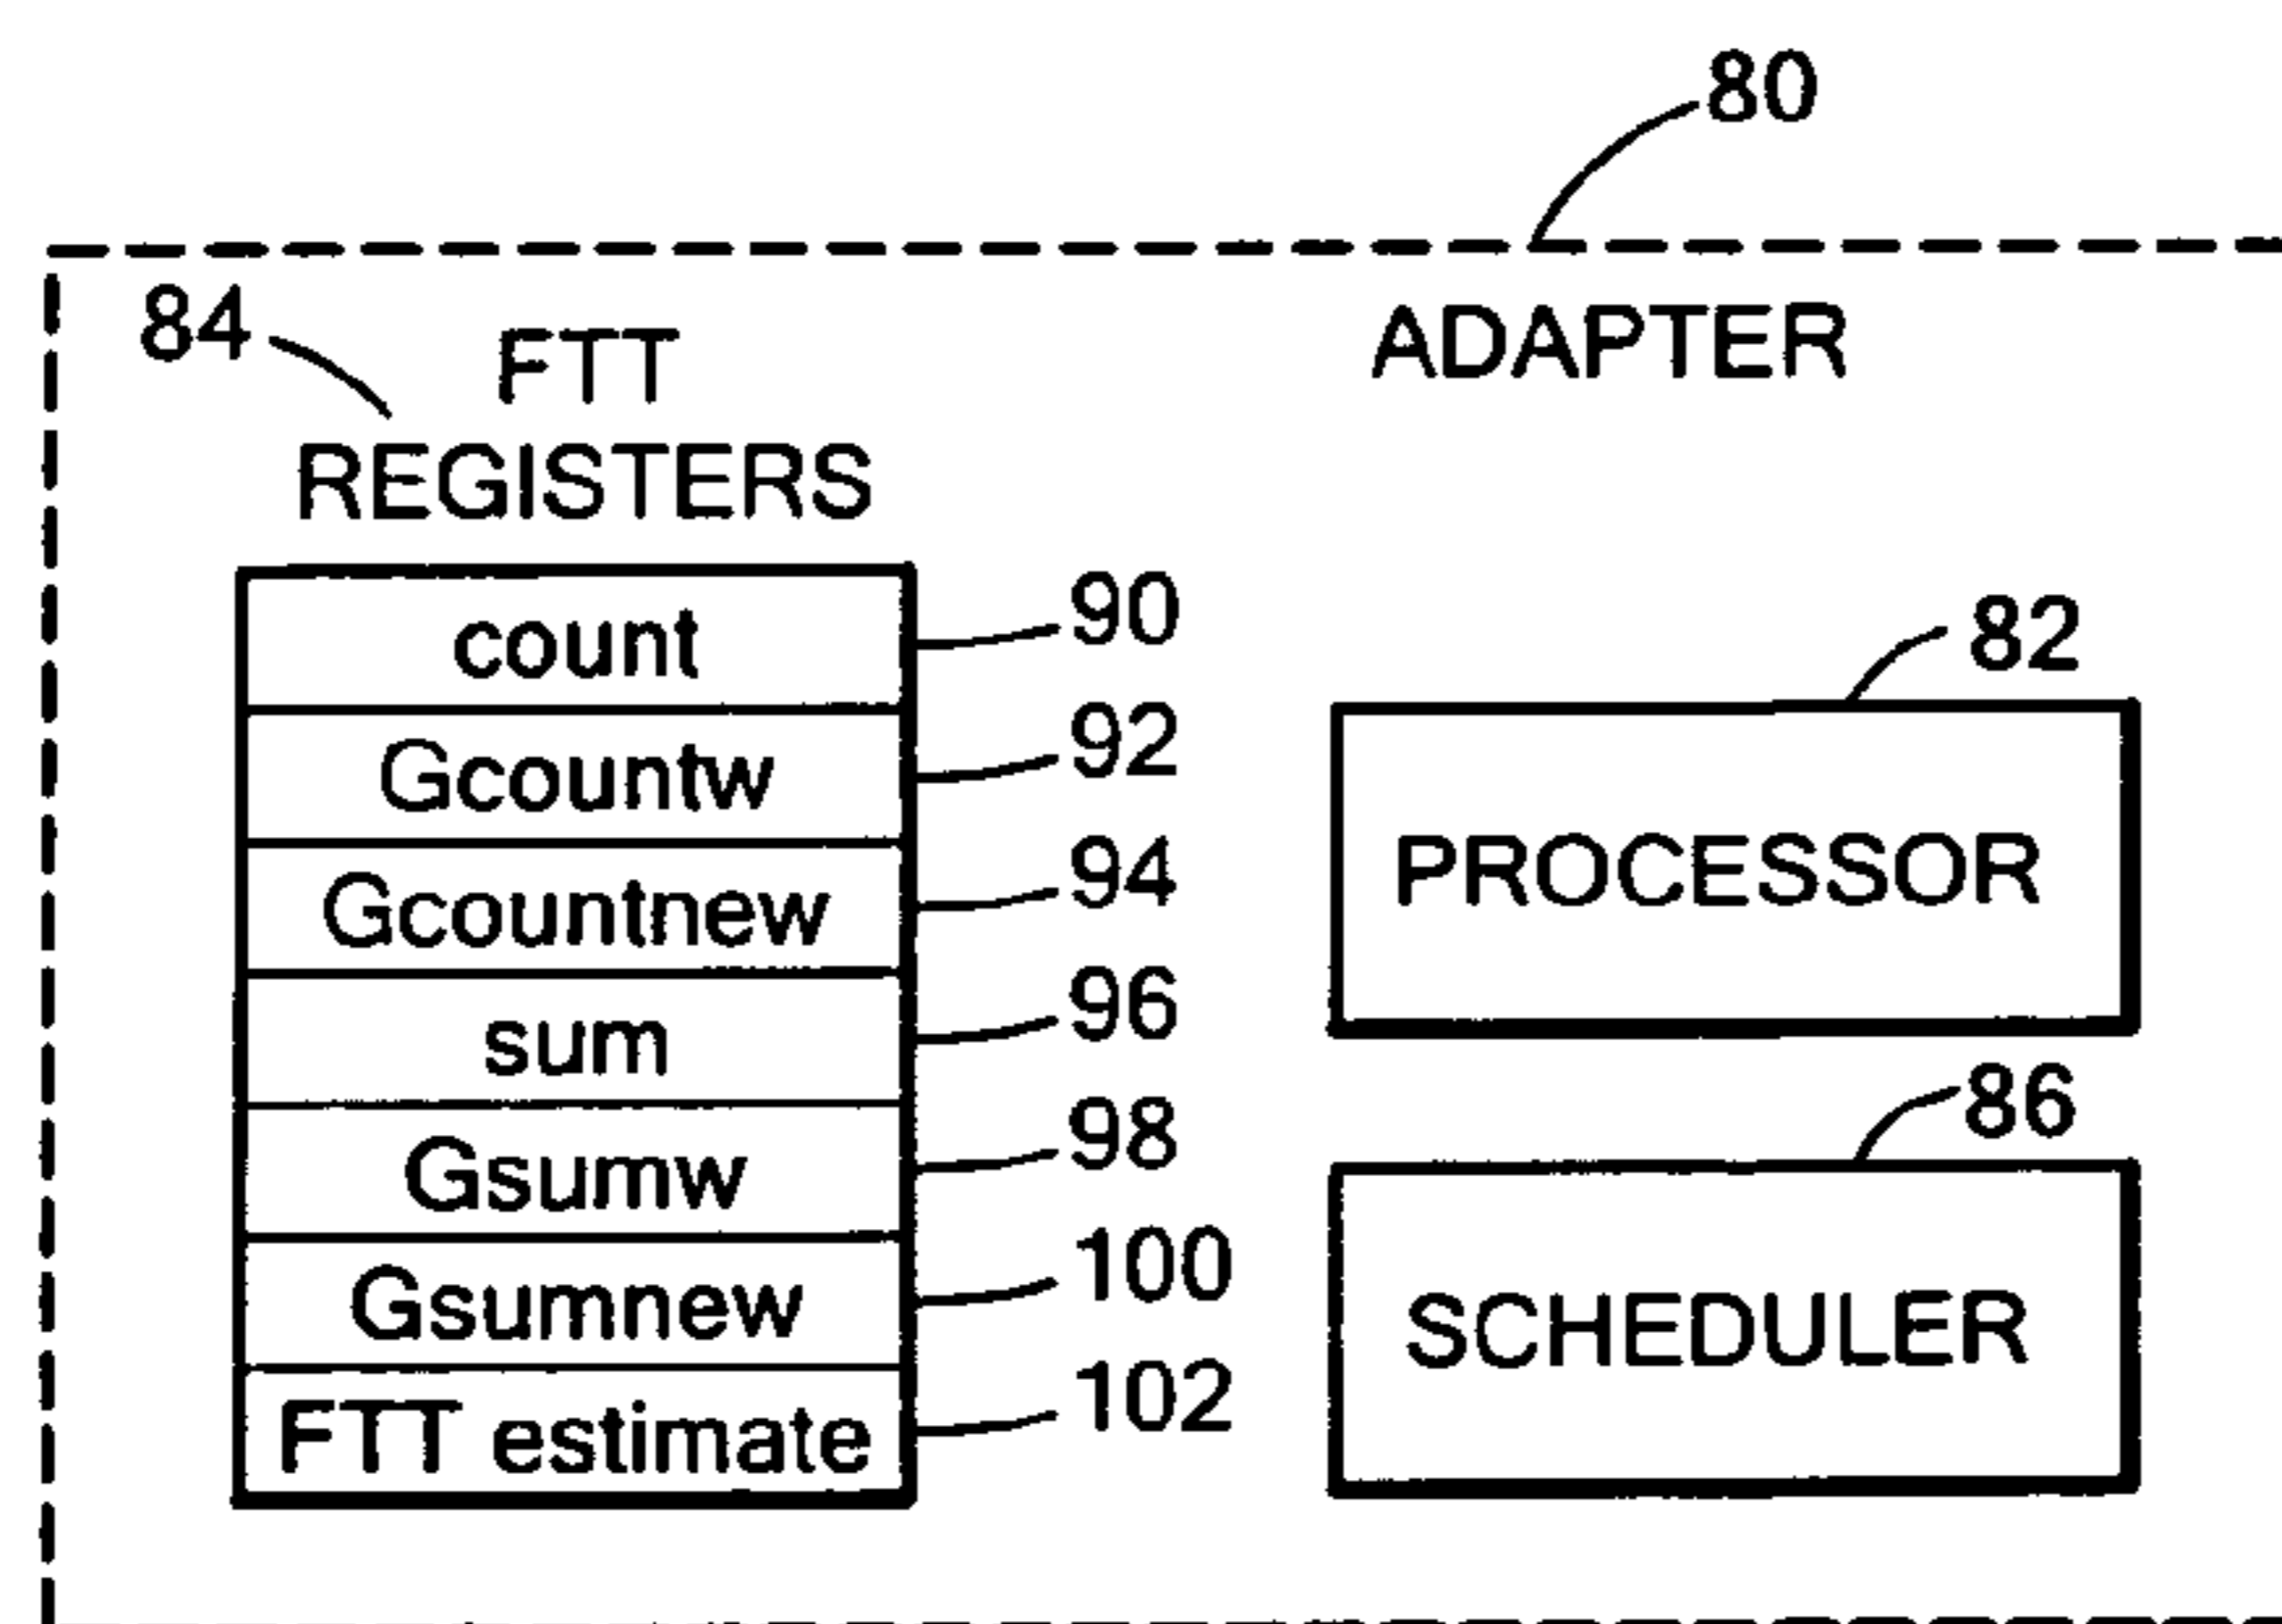 80
84
FTT
REGISTERS
ADAPTER
count
90
Gcountw
92
Gcountnew
94
sum
96
Gsumw
98
Gsumnew
100
FTT estimate
102
82
PROCESSOR
86
SCHEDULER